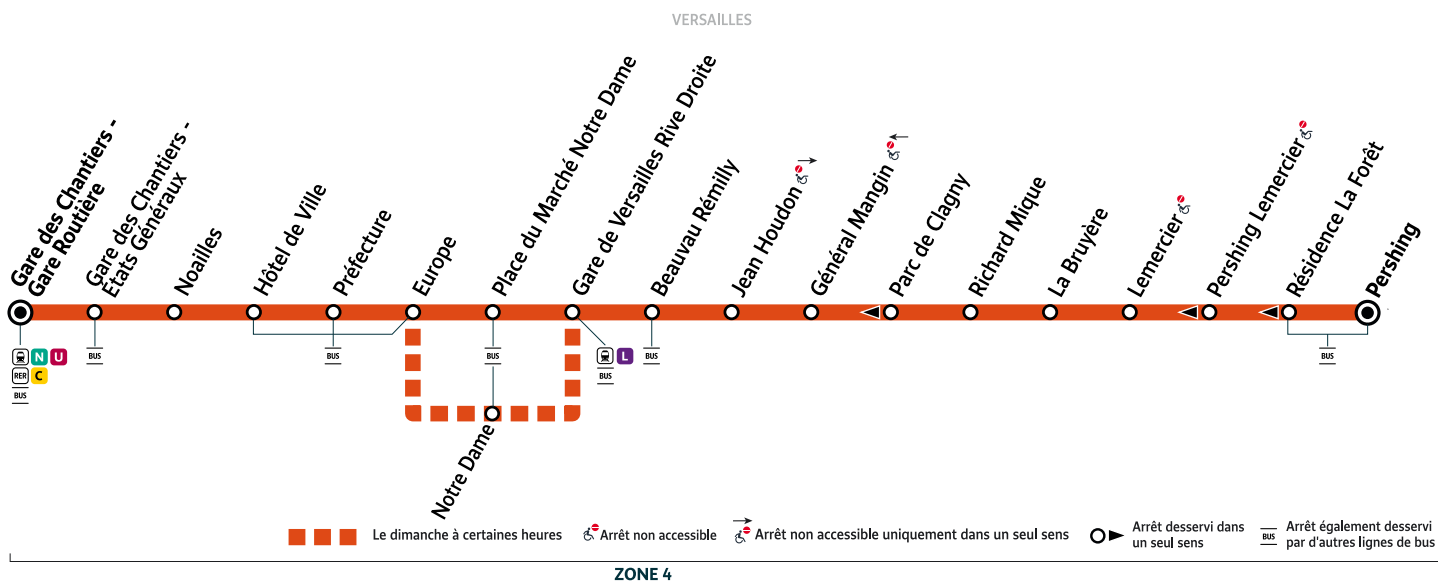 VERSAILLES
Gare des Chantiers -
Gare Routière
Gare des Chantiers -
Etats Généraux
Noailles
Hôtel de Ville
Préfecture
Europe
Place du Marché Notre Dame
Gare de Versailles Rive Droite
Beauvau Rémilly
Jean Houdon
Général Mangin
Parc de Clagny
Richard Mique
La Bruyère
Lemercier
Pershing Lemercier
Résidence La Forêt
Pershing
N U
RER C
BUS
BUS
BUS
BUS
L
BUS
BUS
BUS
Notre Dame
Le dimanche à certaines heures
Arrêt non accessible
Arrêt non accessible uniquement dans un seul sens
Arrêt desservi dans
un seul sens
BUS
Arrêt également desservi
par d'autres lignes de bus
ZONE 4